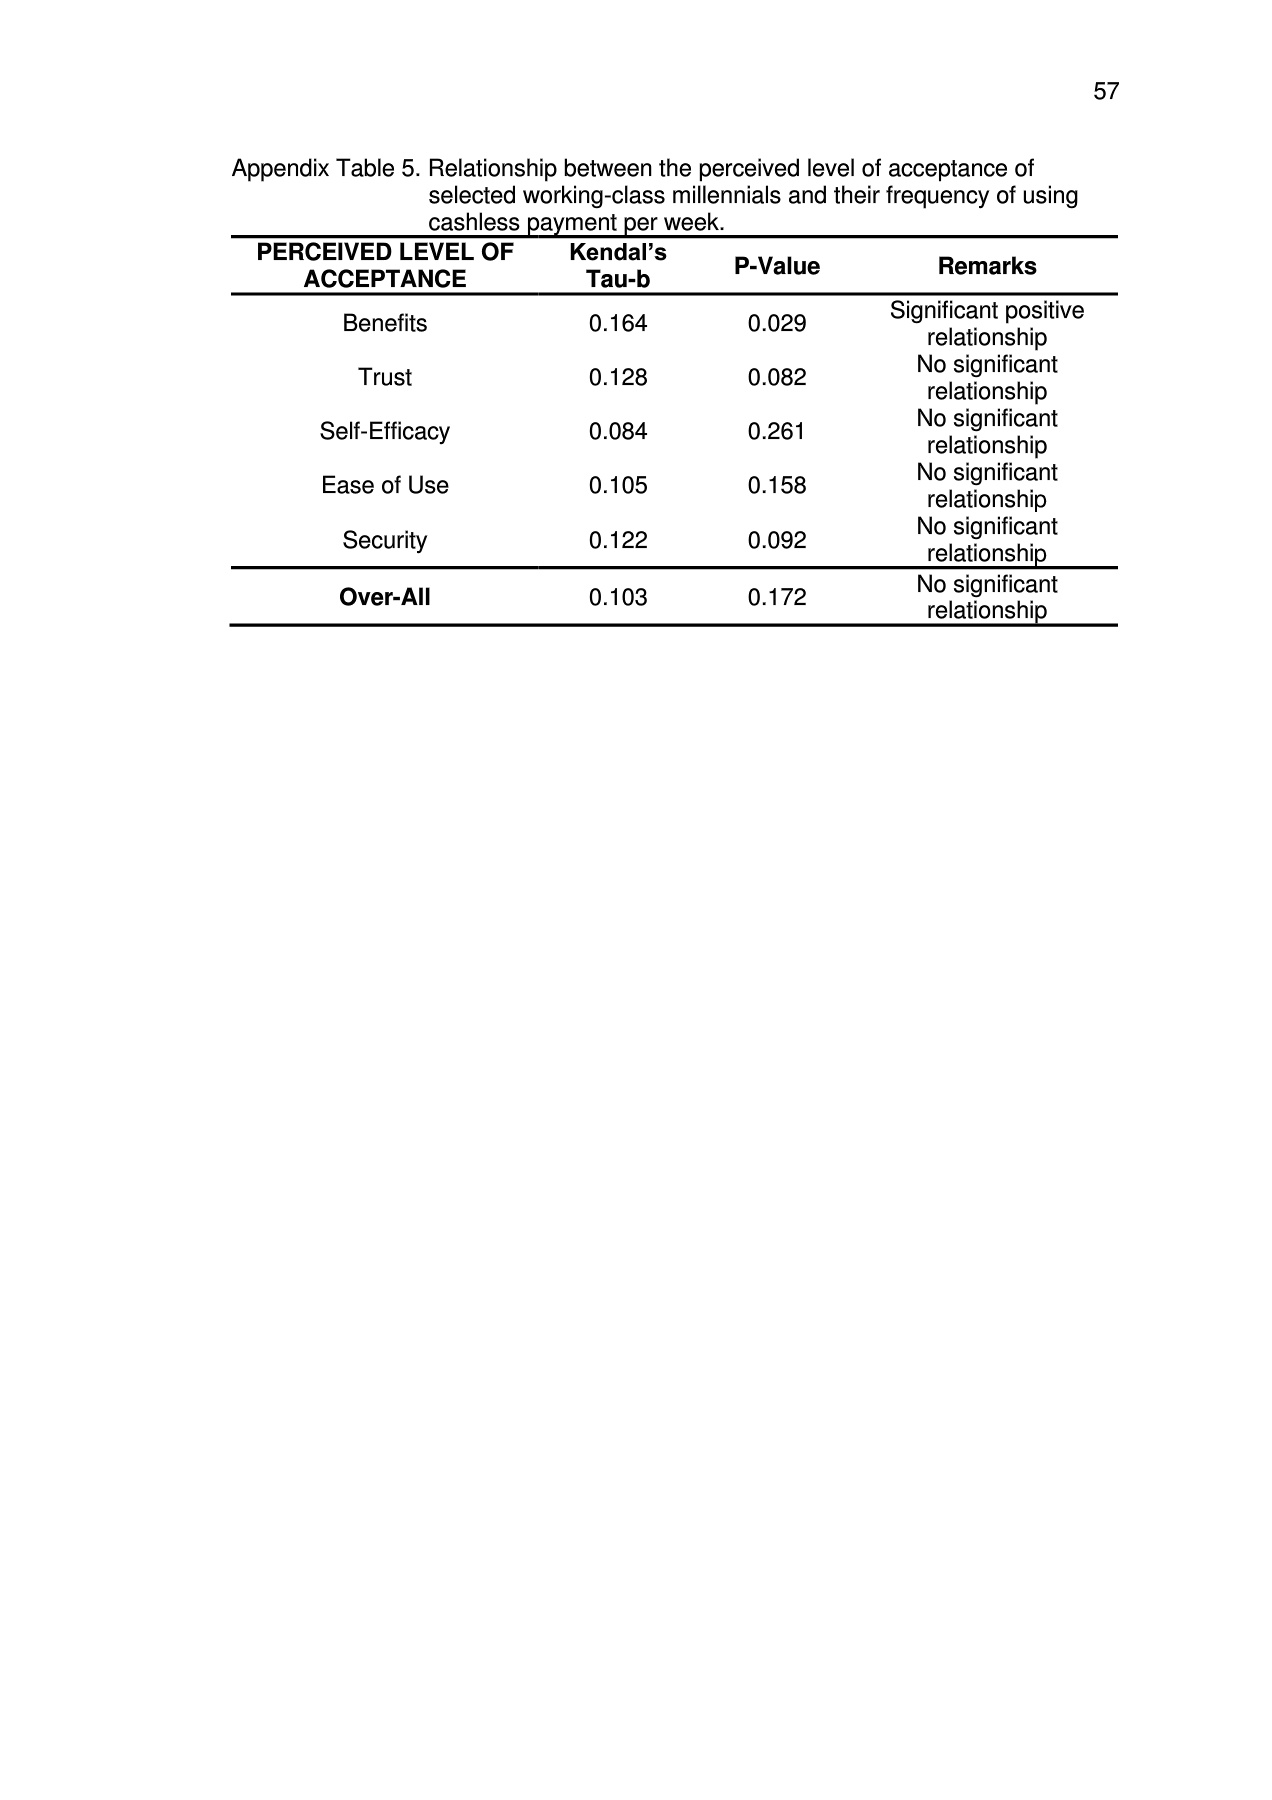 57
Appendix Table 5. Relationship between the perceived level of acceptance of
selected working-class millennials and their frequency of using
cashless payment per week.
PERCEIVED LEVEL OF
ACCEPTANCE
Kendal’s
Tau-b
P-Value
Remarks
Benefits 0.164 0.029 Significant positive
relationship
Trust 0.128 0.082 No significant
relationship
Self-Efficacy 0.084 0.261 No significant
relationship
Ease of Use 0.105 0.158 No significant
relationship
Security 0.122 0.092 No significant
relationship
Over-All 0.103 0.172 No significant
relationship